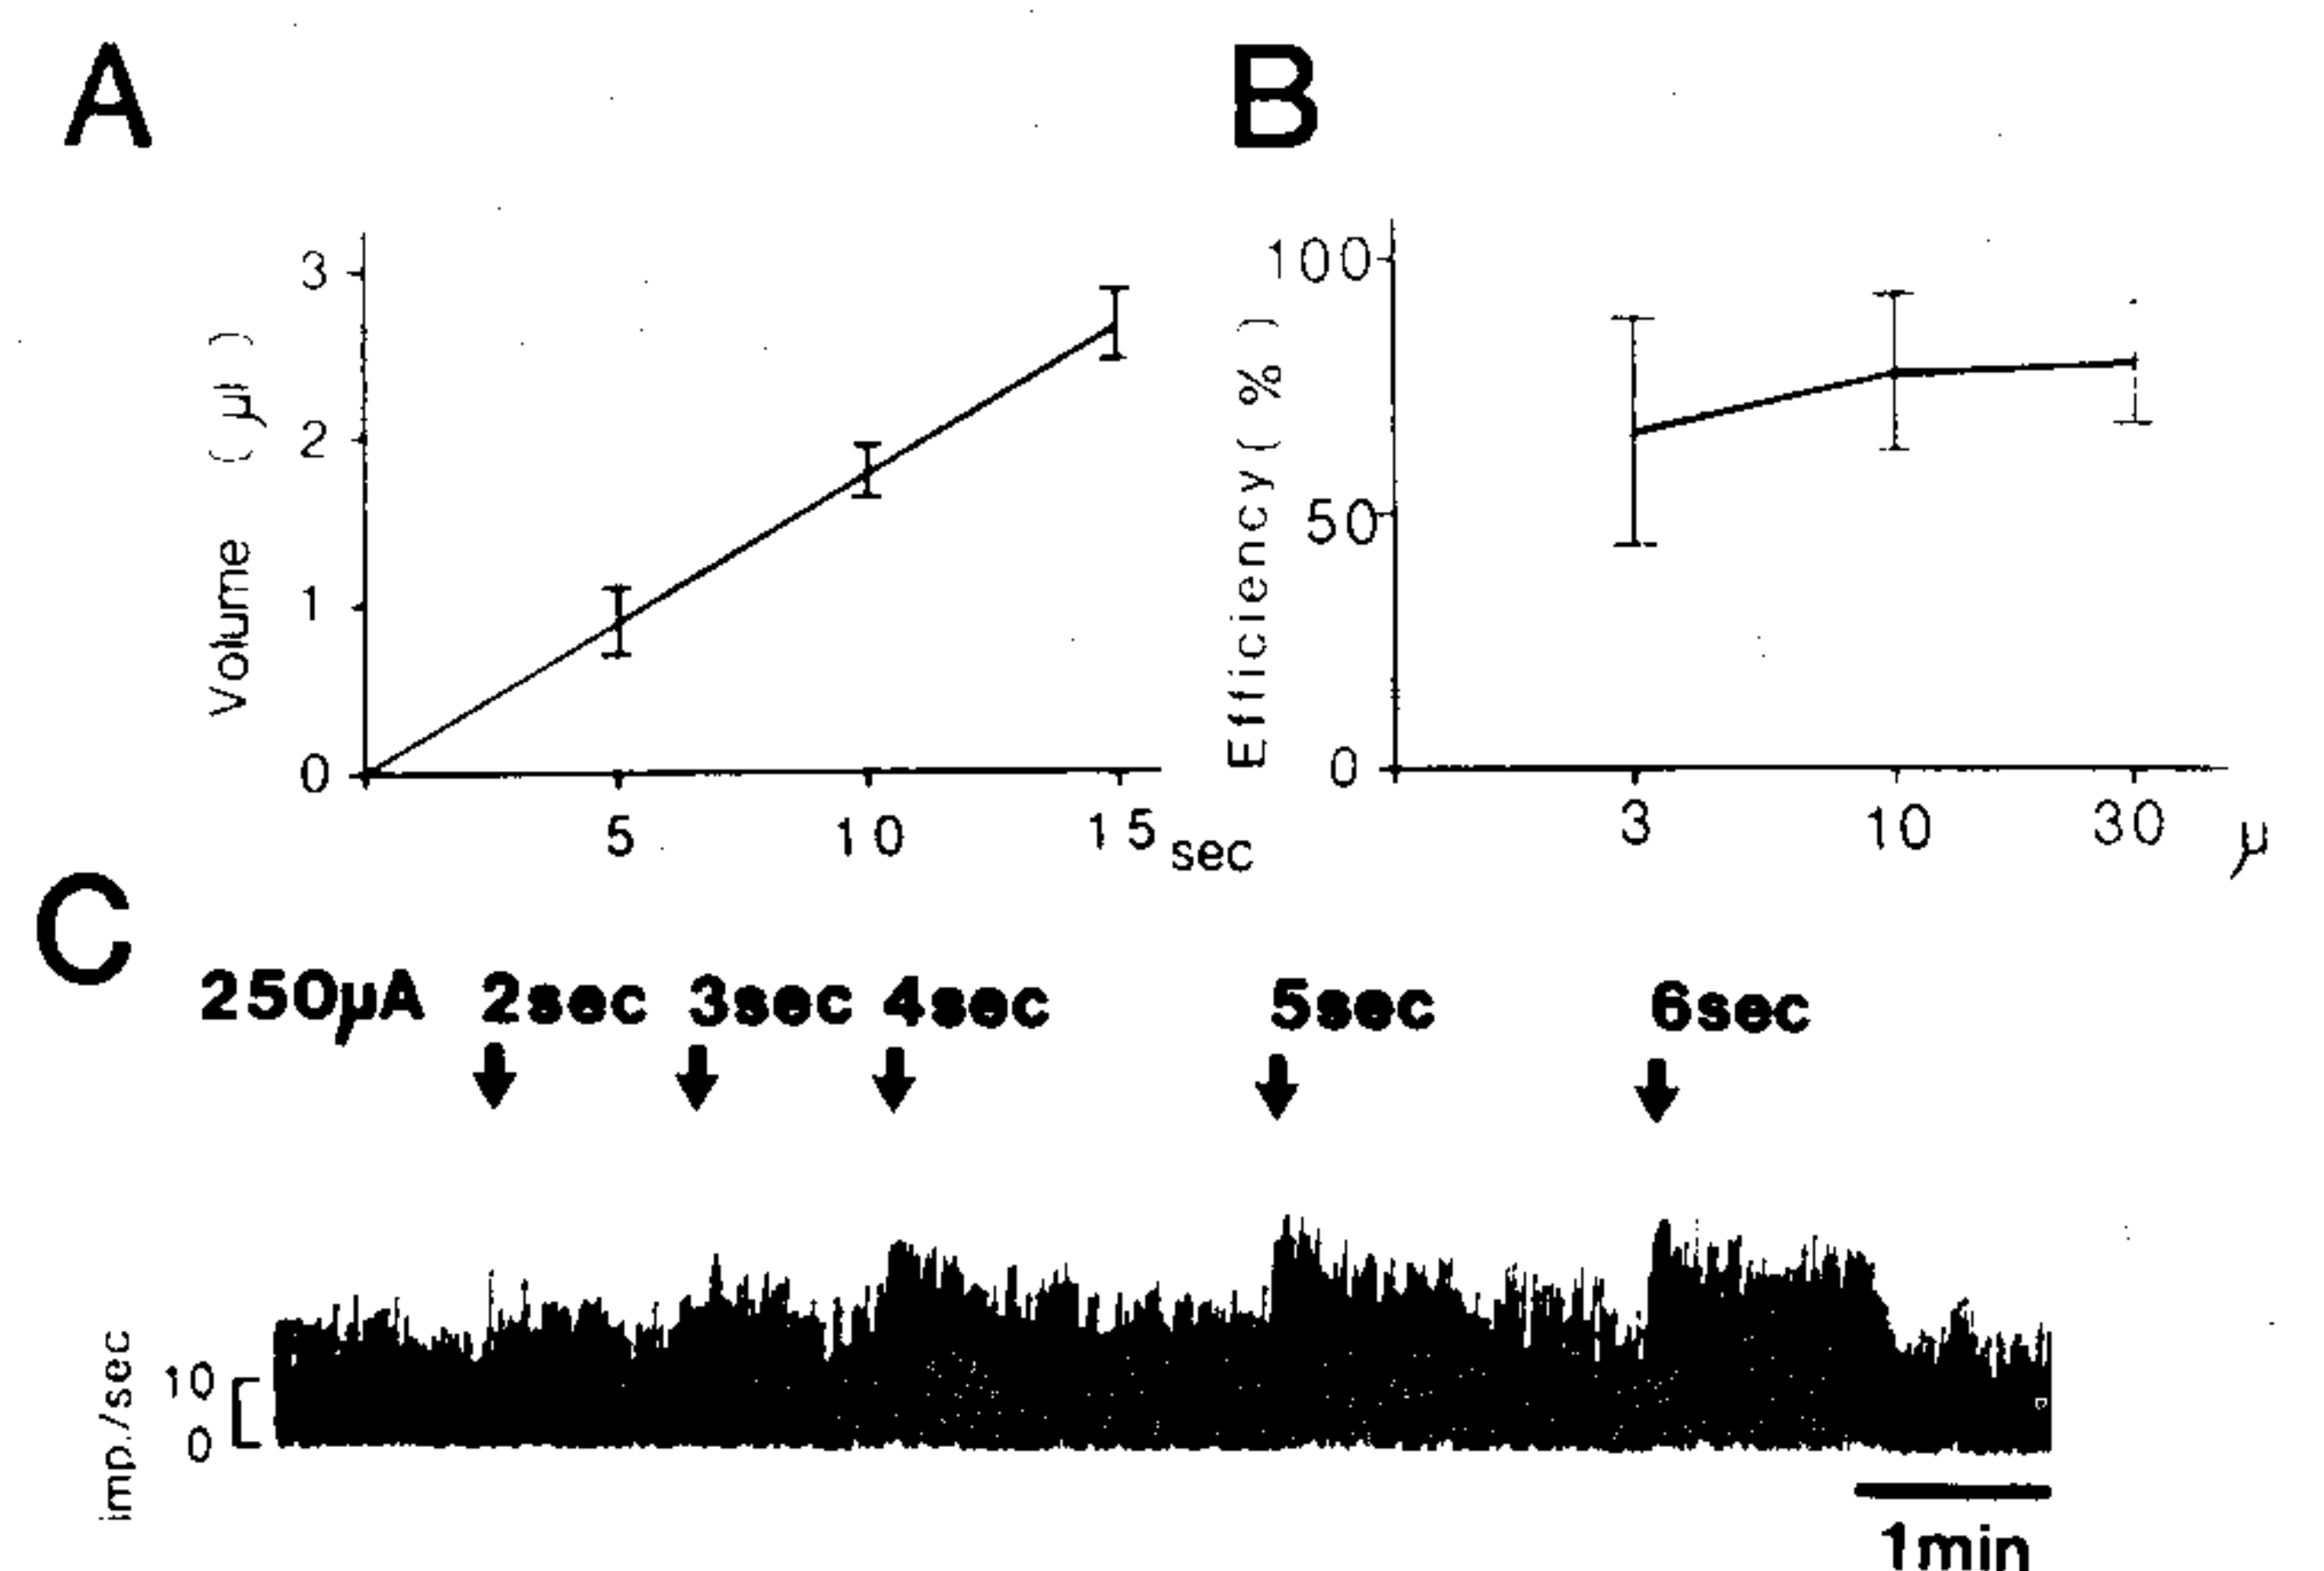 A
B
Volume (μl)
3
2
1
0
5 10 15 sec
Efficiency(%)
100
50
0
3 10 30 μ
C
250μA 2sec 3sec 4sec 5sec 6sec
imp./sec
10
0
1min